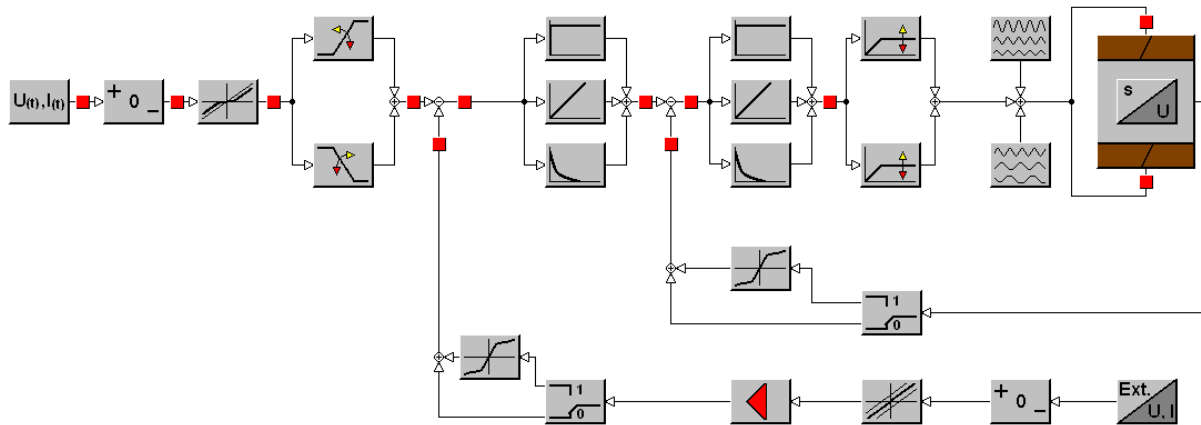 U(t),I(t)
+ 0 –
s
U
1
0
1
0
+ 0 –
Ext.
U, I